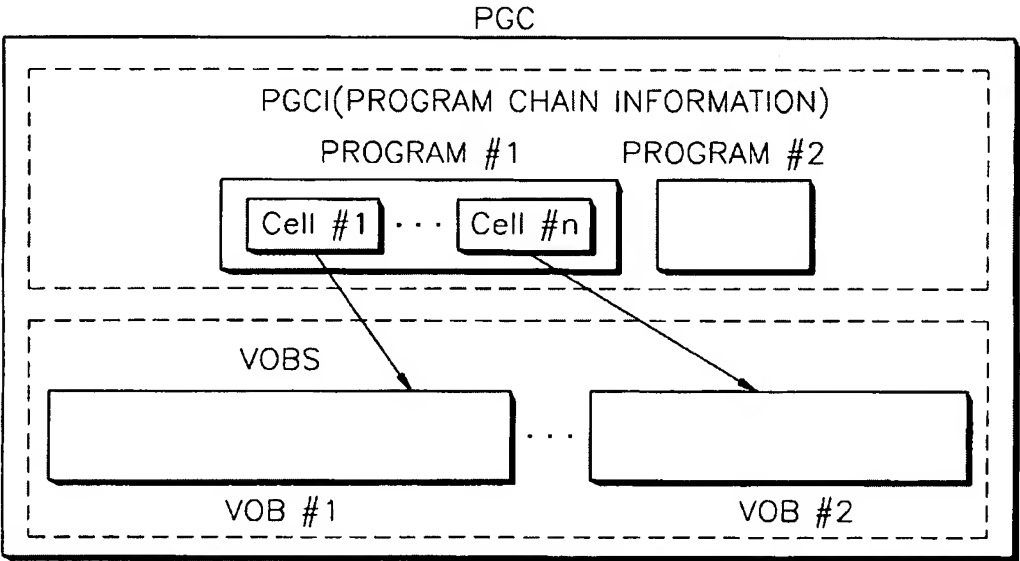 PGC
PGCI(PROGRAM CHAIN INFORMATION)
PROGRAM #1 PROGRAM #2
Cell #1 ··· Cell #n
VOBS
···
VOB #1 VOB #2